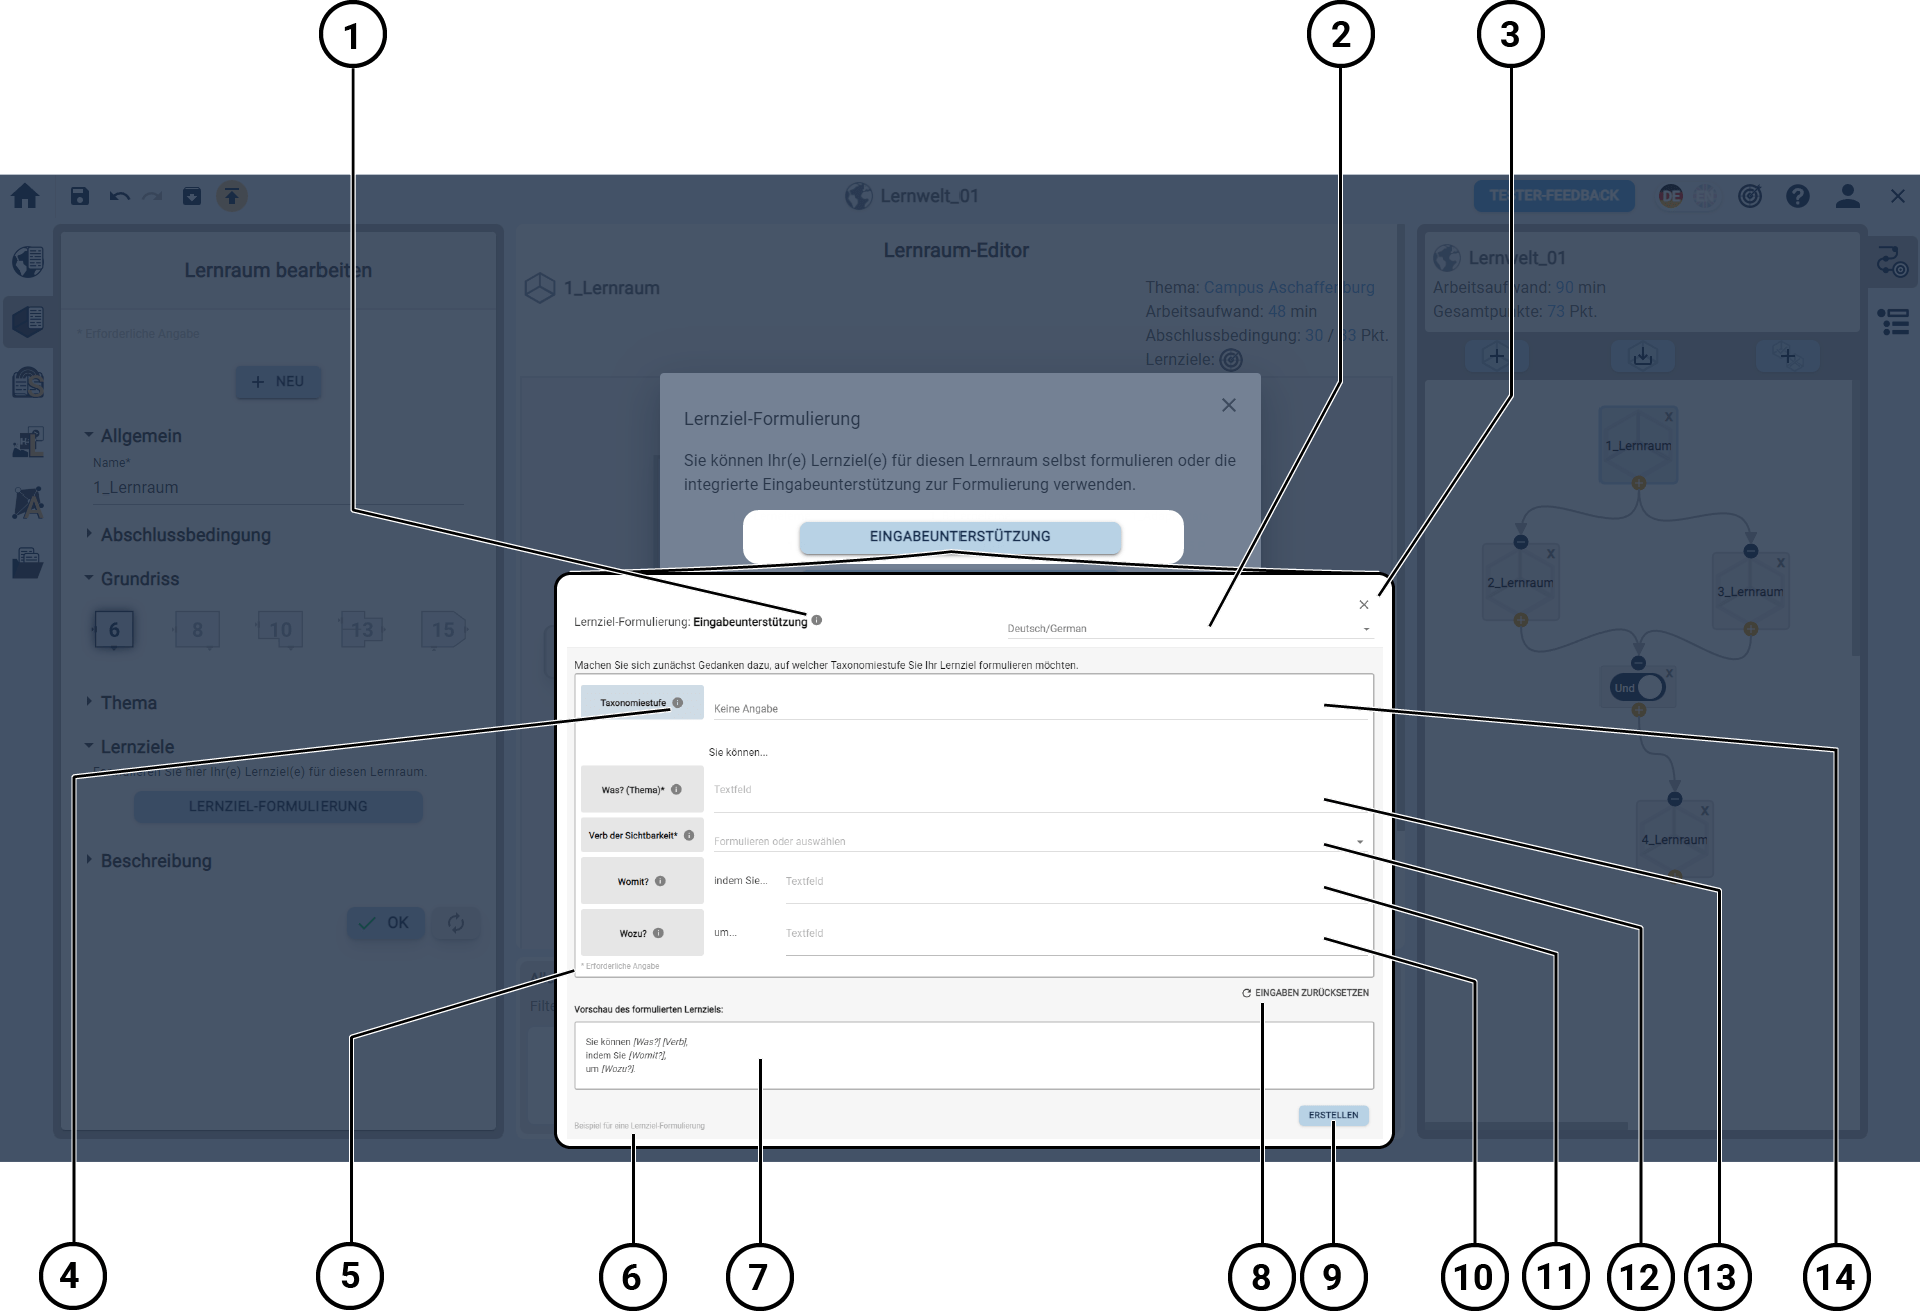 1
2
3
Lernwelt_01
TESTER-FEEDBACK
DE
EN
Lernraum bearbeiten
* Erforderliche Angabe
NEU
Allgemein
Name*
1_Lernraum
Abschlussbedingung
Grundriss
6
8
10
13
15
Thema
Lernziele
Formulieren Sie hier Ihr(e) Lernziel(e) für diesen Lernraum.
LERNZIEL-FORMULIERUNG
Beschreibung
OK
Lernraum-Editor
1_Lernraum
Thema: Campus Aschaffenburg
Arbeitsaufwand: 48 min
Abschlussbedingung: 30 / 33 Pkt.
Lernziele:
Lernziel-Formulierung
Sie können Ihr(e) Lernziel(e) für diesen Lernraum selbst formulieren oder die
integrierte Eingabeunterstützung zur Formulierung verwenden.
EINGABEUNTERSTÜTZUNG
Lernziel-Formulierung: Eingabeunterstützung
Deutsch/German
Machen Sie sich zunächst Gedanken dazu, auf welcher Taxonomiestufe Sie Ihr Lernziel formulieren möchten.
Taxonomiestufe
Keine Angabe
Sie können...
Was? (Thema)*
Textfeld
Verb der Sichtbarkeit*
Formulieren oder auswählen
Womit?
indem Sie...
Textfeld
Wozu?
um...
Textfeld
* Erforderliche Angabe
EINGABEN ZURÜCKSETZEN
Vorschau des formulierten Lernziels:
Sie können [Was?] [Verb],
indem Sie [Womit?],
um [Wozu?].
ERSTELLEN
Beispiel für eine Lernziel-Formulierung
Lernwelt_01
Arbeitsaufwand: 90 min
Gesamtpunkte: 73 Pkt.
1_Lernraum
X
2_Lernraum
X
3_Lernraum
X
Und
X
4_Lernraum
X
4
5
6
7
8
9
10
11
12
13
14